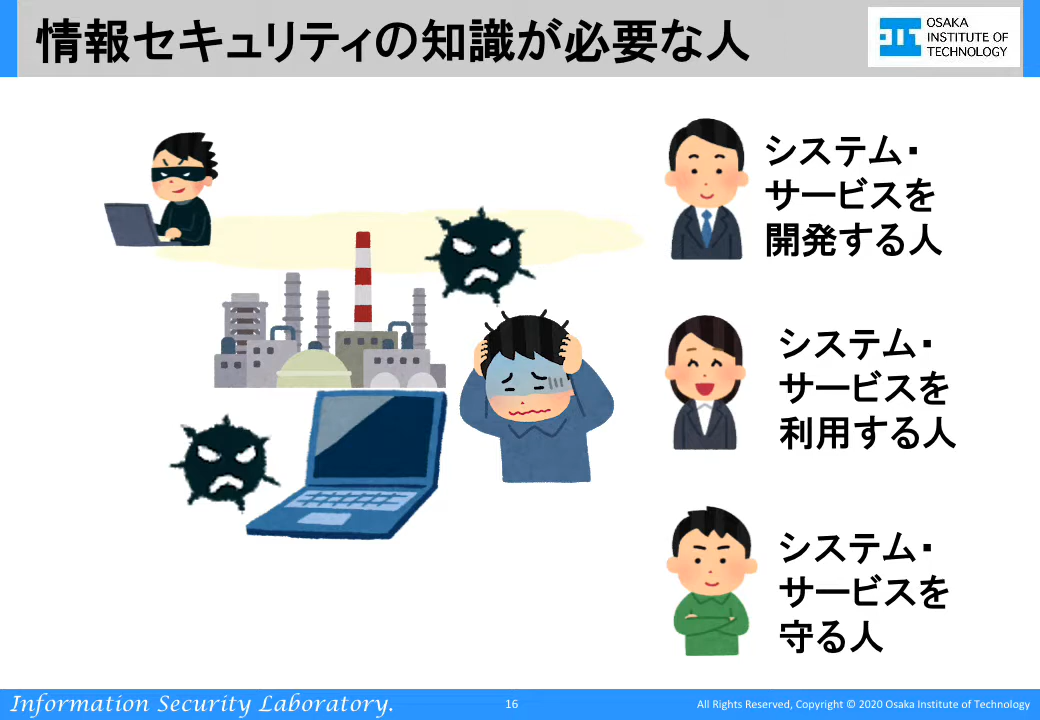 情報セキュリティの知識が必要な人
OSAKA
INSTITUTE OF
TECHNOLOGY
システム・
サービスを
開発する人
システム・
サービスを
利用する人
システム・
サービスを
守る人
Information Security Laboratory.
16
All Rights Reserved, Copyright © 2020 Osaka Institute of Technology